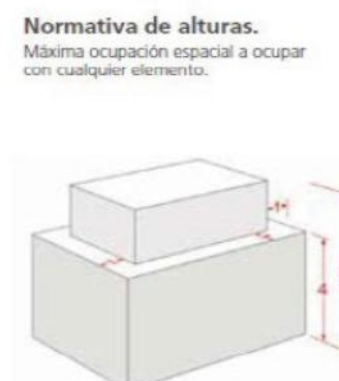 Normativa de alturas.
Máxima ocupación espacial a ocupar
con cualquier elemento.
1
4